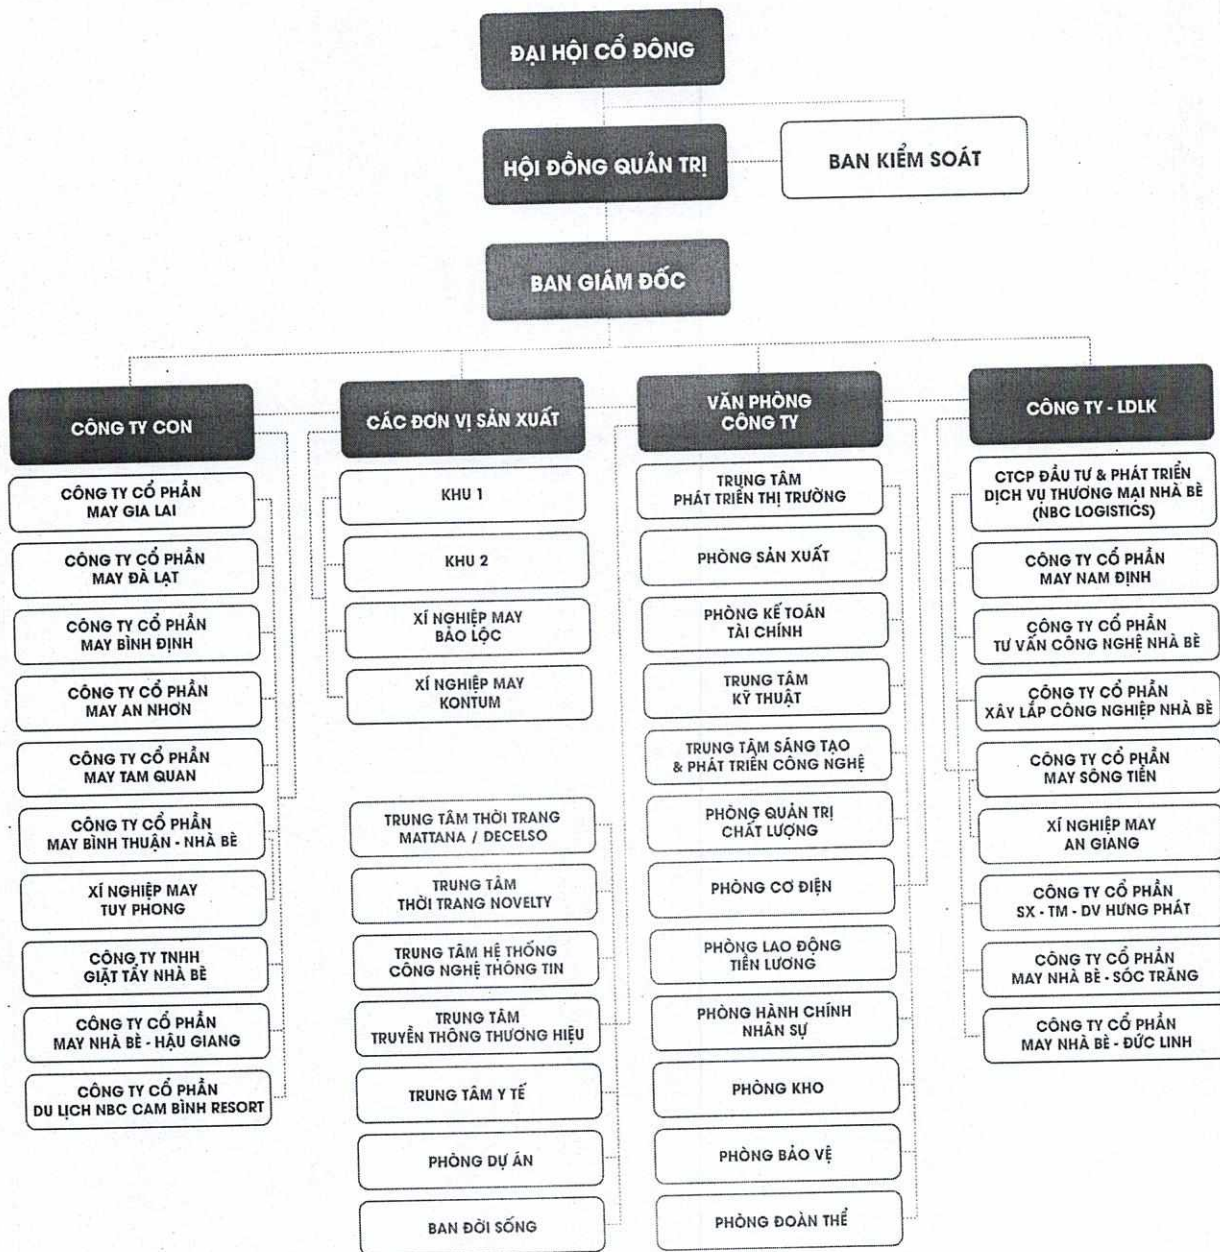 ĐẠI HỘI CỔ ĐÔNG
HỘI ĐỒNG QUẢN TRỊ
BAN KIỂM SOÁT
BAN GIÁM ĐỐC
CÔNG TY CON
CÔNG TY CỔ PHẦN
MAY GIA LAI
CÔNG TY CỔ PHẦN
MAY ĐÀ LẠT
CÔNG TY CỔ PHẦN
MAY BÌNH ĐỊNH
CÔNG TY CỔ PHẦN
MAY AN NHƠN
CÔNG TY CỔ PHẦN
MAY TAM QUAN
CÔNG TY CỔ PHẦN
MAY BÌNH THUẬN - NHÀ BÈ
XÍ NGHIỆP MAY
TUY PHONG
CÔNG TY TNHH
GIẶT TẨY NHÀ BÈ
CÔNG TY CỔ PHẦN
MAY NHÀ BÈ - HẬU GIANG
CÔNG TY CỔ PHẦN
DU LỊCH NBC CAM BÌNH RESORT
CÁC ĐƠN VỊ SẢN XUẤT
KHU 1
KHU 2
XÍ NGHIỆP MAY
BẢO LỘC
XÍ NGHIỆP MAY
KONTUM
TRUNG TÂM THỜI TRANG
MATTANA / DECELSO
TRUNG TÂM
THỜI TRANG NOVELTY
TRUNG TÂM HỆ THỐNG
CÔNG NGHỆ THÔNG TIN
TRUNG TÂM
TRUYỀN THÔNG THƯƠNG HIỆU
TRUNG TÂM Y TẾ
PHÒNG DỰ ÁN
BAN ĐỜI SỐNG
VĂN PHÒNG
CÔNG TY
TRUNG TÂM
PHÁT TRIỂN THỊ TRƯỜNG
PHÒNG SẢN XUẤT
PHÒNG KẾ TOÁN
TÀI CHÍNH
TRUNG TÂM
KỸ THUẬT
TRUNG TÂM SÁNG TẠO
& PHÁT TRIỂN CÔNG NGHỆ
PHÒNG QUẢN TRỊ
CHẤT LƯỢNG
PHÒNG CƠ ĐIỆN
PHÒNG LAO ĐỘNG
TIỀN LƯƠNG
PHÒNG HÀNH CHÍNH
NHÂN SỰ
PHÒNG KHO
PHÒNG BẢO VỆ
PHÒNG ĐOÀN THỂ
CÔNG TY - LDLK
CTCP ĐẦU TƯ & PHÁT TRIỂN
DỊCH VỤ THƯƠNG MẠI NHÀ BÈ
(NBC LOGISTICS)
CÔNG TY CỔ PHẦN
MAY NAM ĐỊNH
CÔNG TY CỔ PHẦN
TƯ VẤN CÔNG NGHỆ NHÀ BÈ
CÔNG TY CỔ PHẦN
XÂY LẮP CÔNG NGHIỆP NHÀ BÈ
CÔNG TY CỔ PHẦN
MAY SÔNG TIỀN
XÍ NGHIỆP MAY
AN GIANG
CÔNG TY CỔ PHẦN
SX - TM - DV HƯNG PHÁT
CÔNG TY CỔ PHẦN
MAY NHÀ BÈ - SÓC TRĂNG
CÔNG TY CỔ PHẦN
MAY NHÀ BÈ - ĐỨC LINH